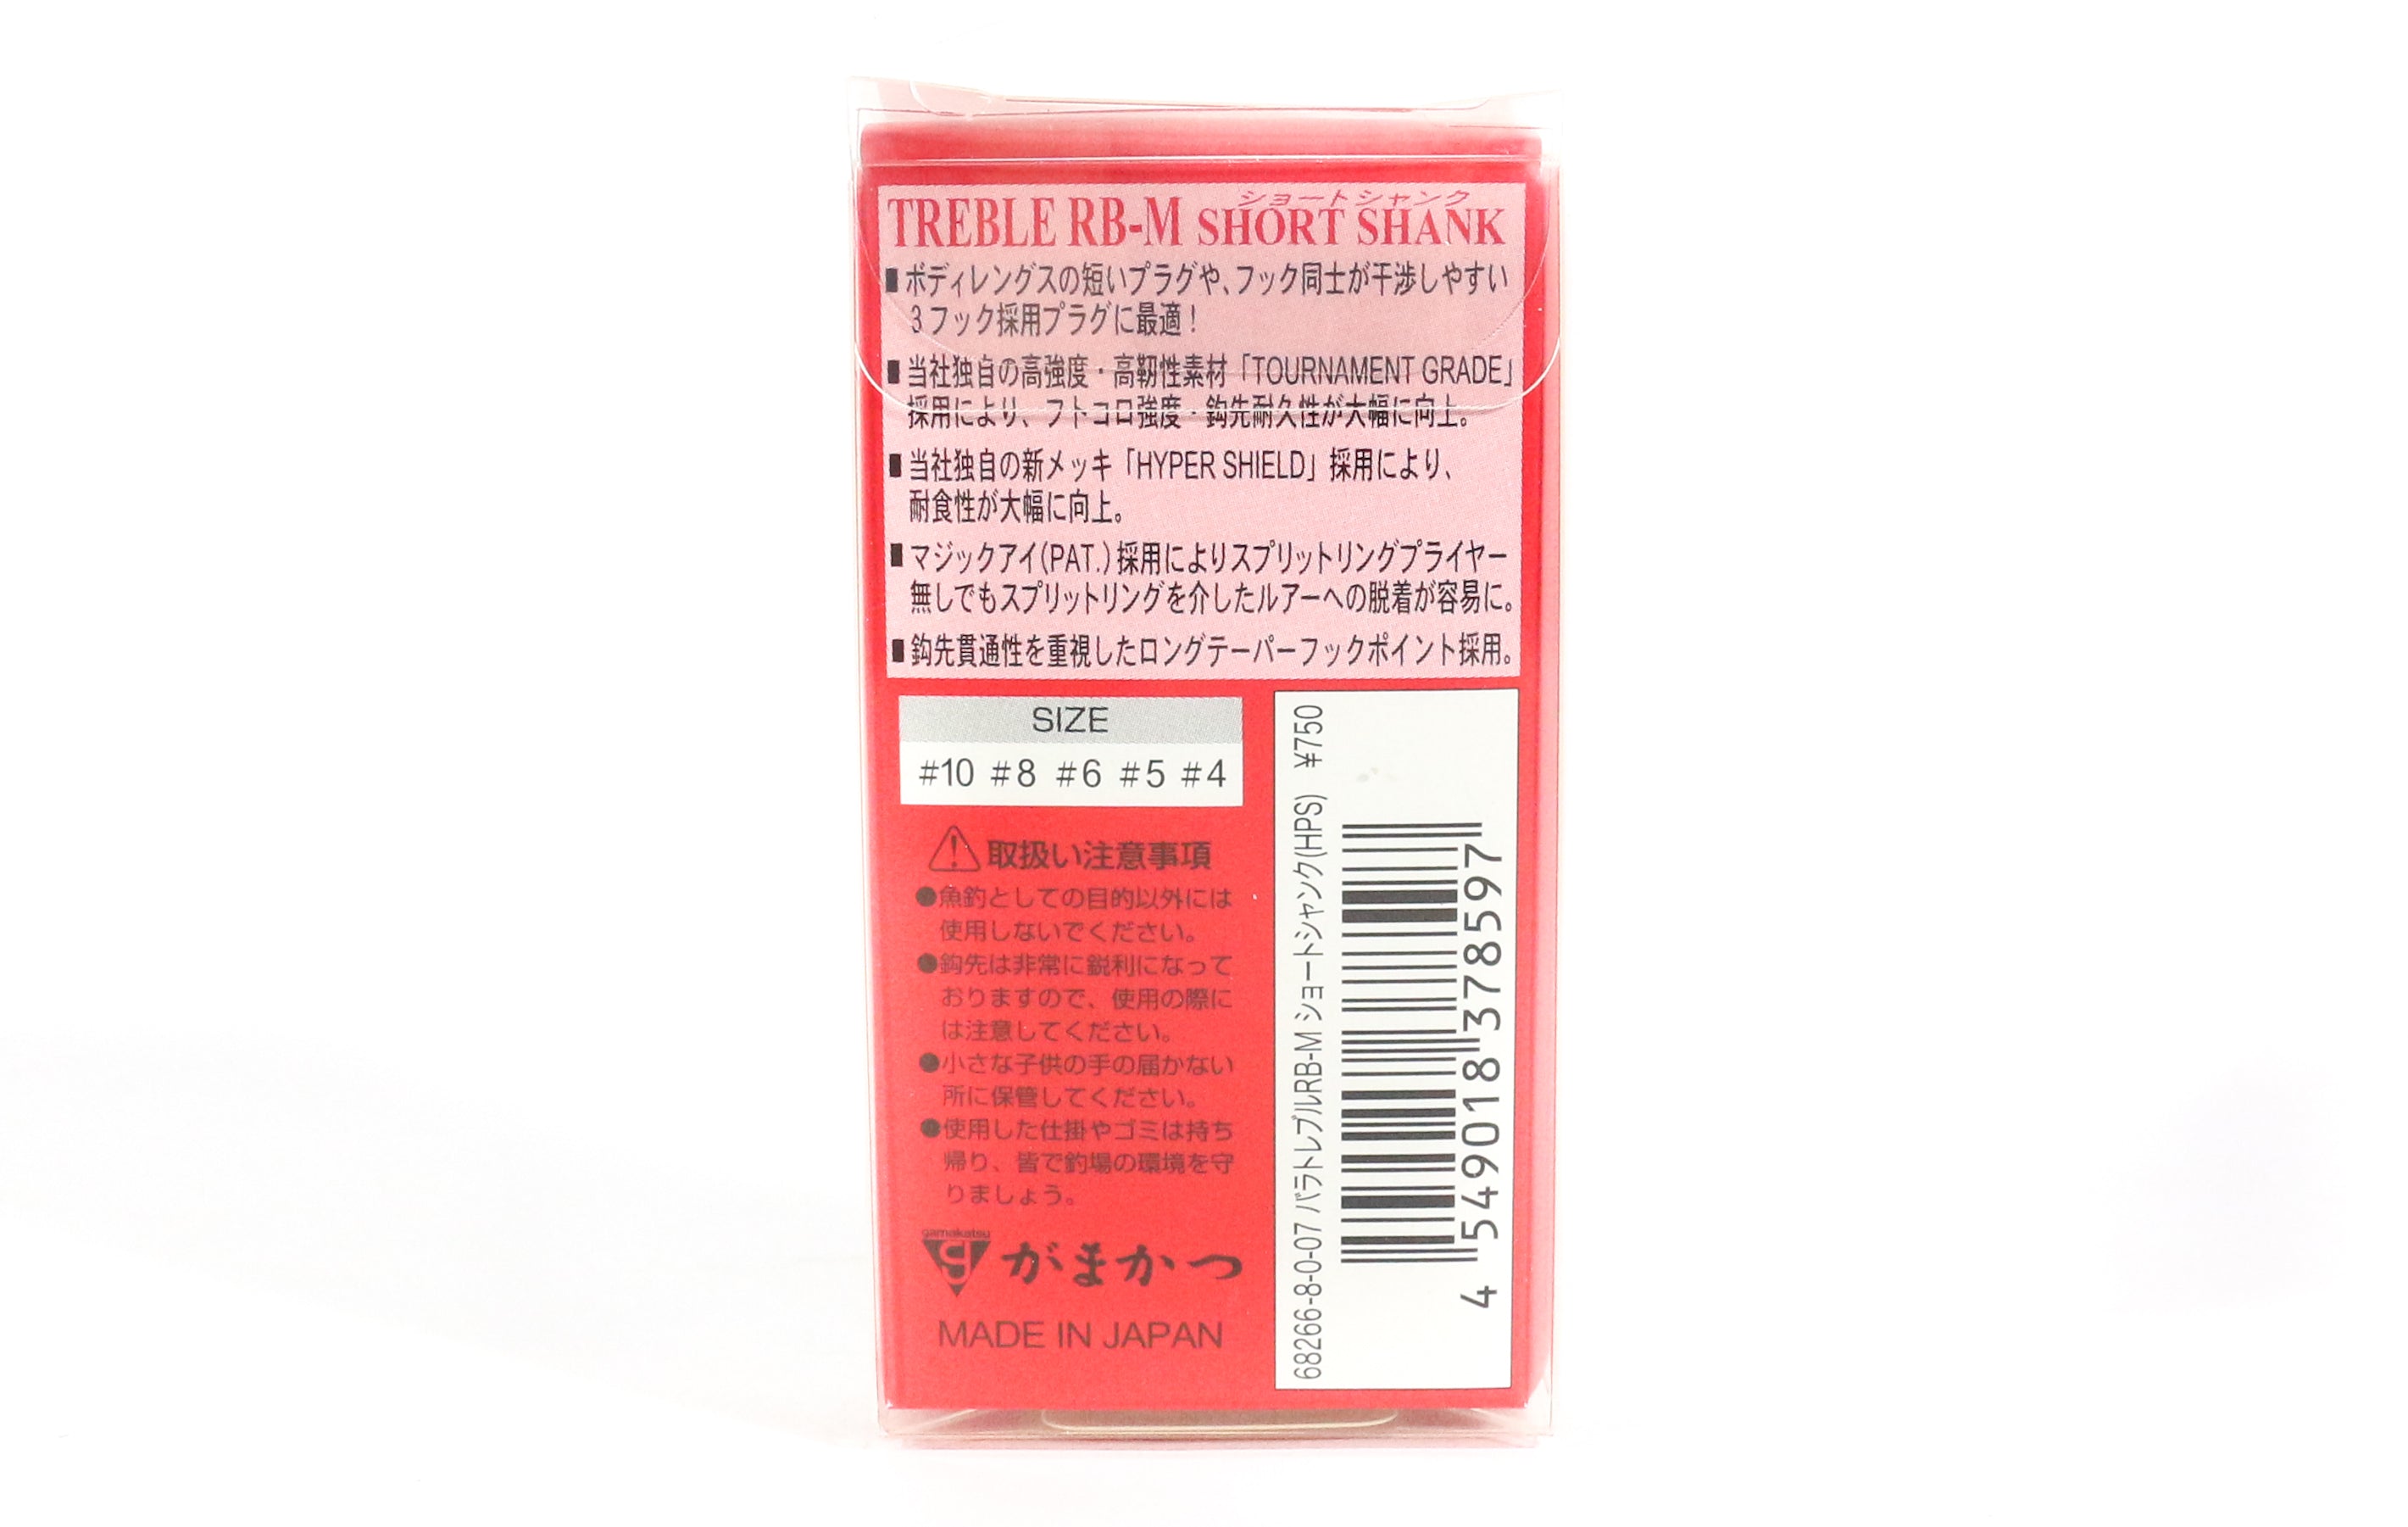 ショートシャンク
TREBLE RB-M SHORT SHANK
■ボディレングスの短いプラグや、フック同士が干渉しやすい
3フック採用プラグに最適！
■当社独自の高強度・高靭性素材「TOURNAMENT GRADE」
採用により、フトコロ強度・鈎先耐久性が大幅に向上。
■当社独自の新メッキ「HYPER SHIELD」採用により、
耐食性が大幅に向上。
■マジックアイ(PAT.)採用によりスプリットリングプライヤー
無しでもスプリットリングを介したルアーへの脱着が容易に。
■鈎先貫通性を重視したロングテーパーフックポイント採用。
SIZE
#10 #8 #6 #5 #4
取扱い注意事項
●魚釣としての目的以外には
使用しないでください。
●鈎先は非常に鋭利になって
おりますので、使用の際に
は注意してください。
●小さな子供の手の届かない
所に保管してください。
●使用した仕掛やゴミは持ち
帰り、皆で釣場の環境を守
りましょう。
gamakatsu
がまかつ
MADE IN JAPAN
68266-8-0-07 バラトレブルRB-M ショートシャンク(HPS) ¥750
4 549018 378597